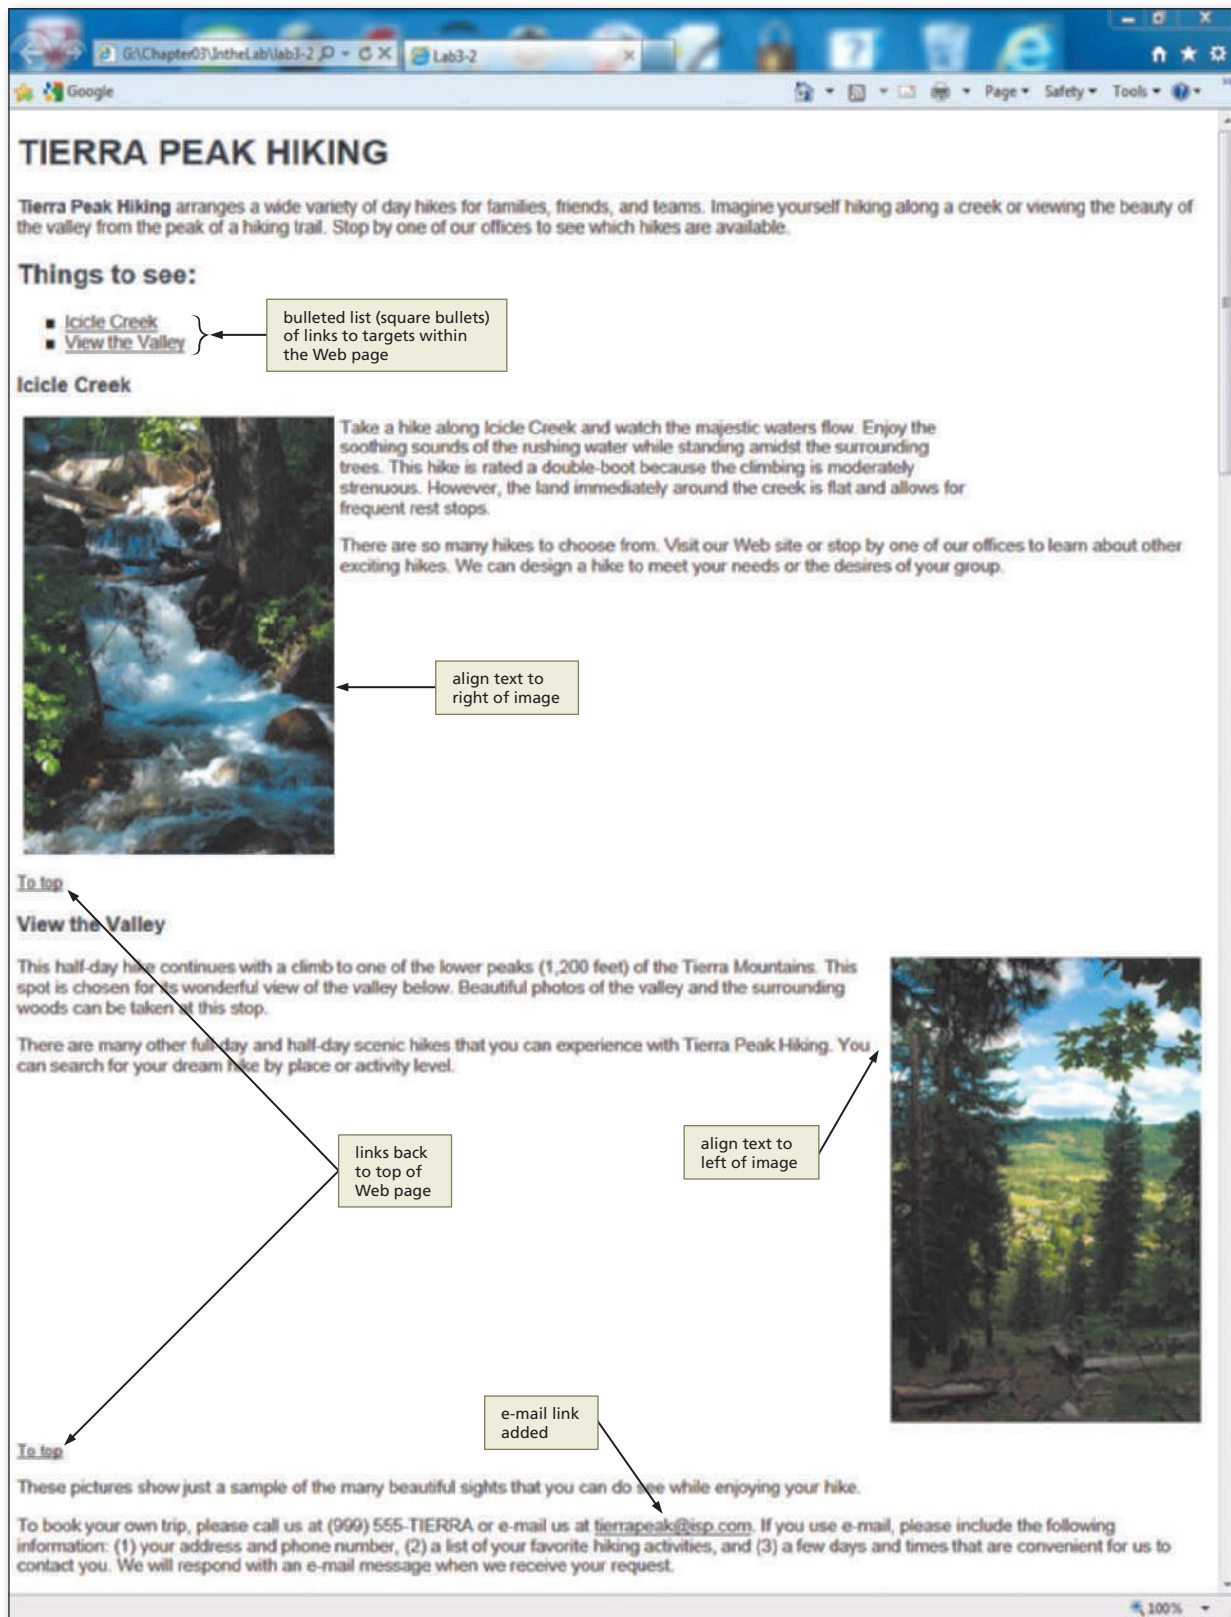 G:\Chapter03\IntheLab\lab3-2
Lab3-2
Google
Page
Safety
Tools
TIERRA PEAK HIKING
Tierra Peak Hiking arranges a wide variety of day hikes for families, friends, and teams. Imagine yourself hiking along a creek or viewing the beauty of
the valley from the peak of a hiking trail. Stop by one of our offices to see which hikes are available.
Things to see:
Icicle Creek
View the Valley
bulleted list (square bullets)
of links to targets within
the Web page
Icicle Creek
Take a hike along Icicle Creek and watch the majestic waters flow. Enjoy the
soothing sounds of the rushing water while standing amidst the surrounding
trees. This hike is rated a double-boot because the climbing is moderately
strenuous. However, the land immediately around the creek is flat and allows for
frequent rest stops.
There are so many hikes to choose from. Visit our Web site or stop by one of our offices to learn about other
exciting hikes. We can design a hike to meet your needs or the desires of your group.
align text to
right of image
To top
View the Valley
This half-day hike continues with a climb to one of the lower peaks (1,200 feet) of the Tierra Mountains. This
spot is chosen for its wonderful view of the valley below. Beautiful photos of the valley and the surrounding
woods can be taken at this stop.
There are many other full-day and half-day scenic hikes that you can experience with Tierra Peak Hiking. You
can search for your dream hike by place or activity level.
links back
to top of
Web page
align text to
left of image
e-mail link
added
To top
These pictures show just a sample of the many beautiful sights that you can do see while enjoying your hike.
To book your own trip, please call us at (999) 555-TIERRA or e-mail us at tierrapeak@isp.com. If you use e-mail, please include the following
information: (1) your address and phone number, (2) a list of your favorite hiking activities, and (3) a few days and times that are convenient for us to
contact you. We will respond with an e-mail message when we receive your request.
100%